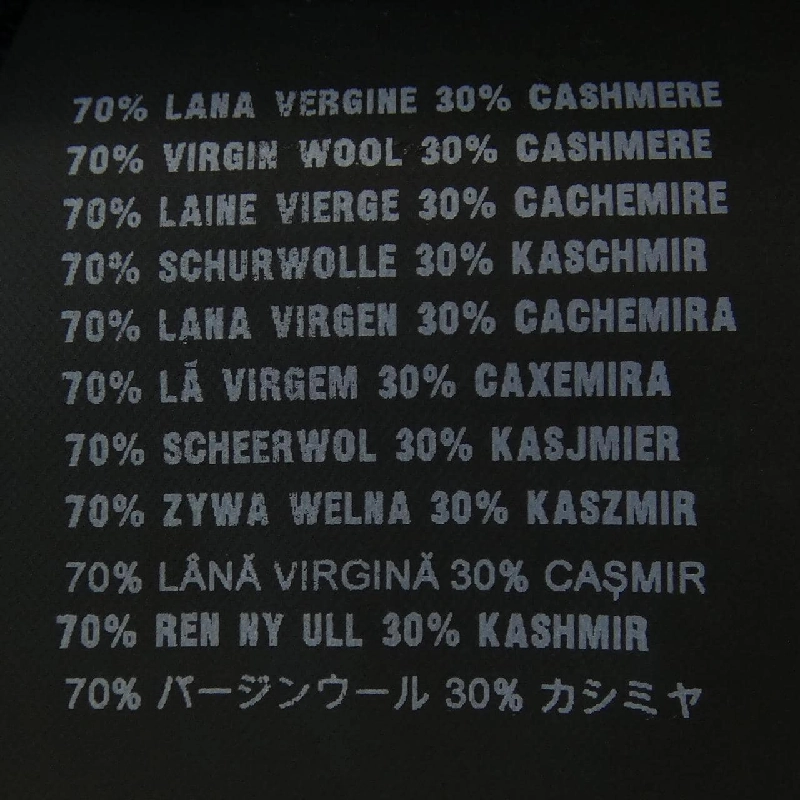 70% LANA VERGINE 30% CASHMERE
70% VIRGIN WOOL 30% CASHMERE
70% LAINE VIERGE 30% CACHEMIRE
70% SCHURWOLLE 30% KASCHMIR
70% LANA VIRGEN 30% CACHEMIRA
70% LÃ VIRGEM 30% CAXEMIRA
70% SCHEERWOL 30% KASJMIER
70% ZYWA WELNA 30% KASZMIR
70% LÂNĂ VIRGINĂ 30% CAŞMIR
70% REN NY ULL 30% KASHMIR
70% バージンウール 30% カシミヤ